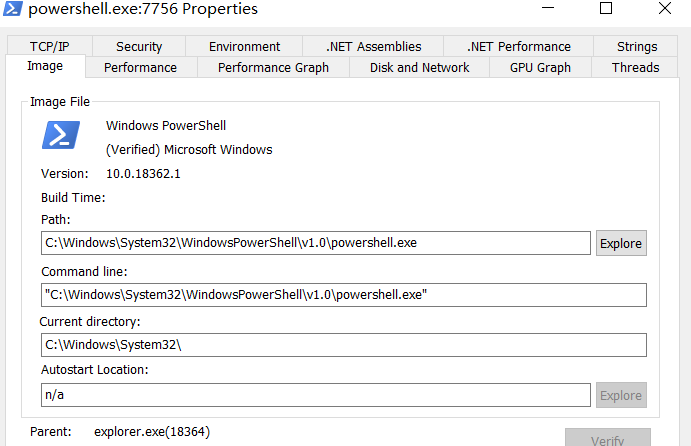 powershell.exe:7756 Properties
TCP/IP Security Environment .NET Assemblies .NET Performance Strings
Image Performance Performance Graph Disk and Network GPU Graph Threads
Image File
Windows PowerShell
(Verified) Microsoft Windows
Version: 10.0.18362.1
Build Time:
Path:
C:\Windows\System32\WindowsPowerShell\v1.0\powershell.exe Explore
Command line:
"C:\Windows\System32\WindowsPowerShell\v1.0\powershell.exe"
Current directory:
C:\Windows\System32\
Autostart Location:
n/a Explore
Parent: explorer.exe(18364)
Verify